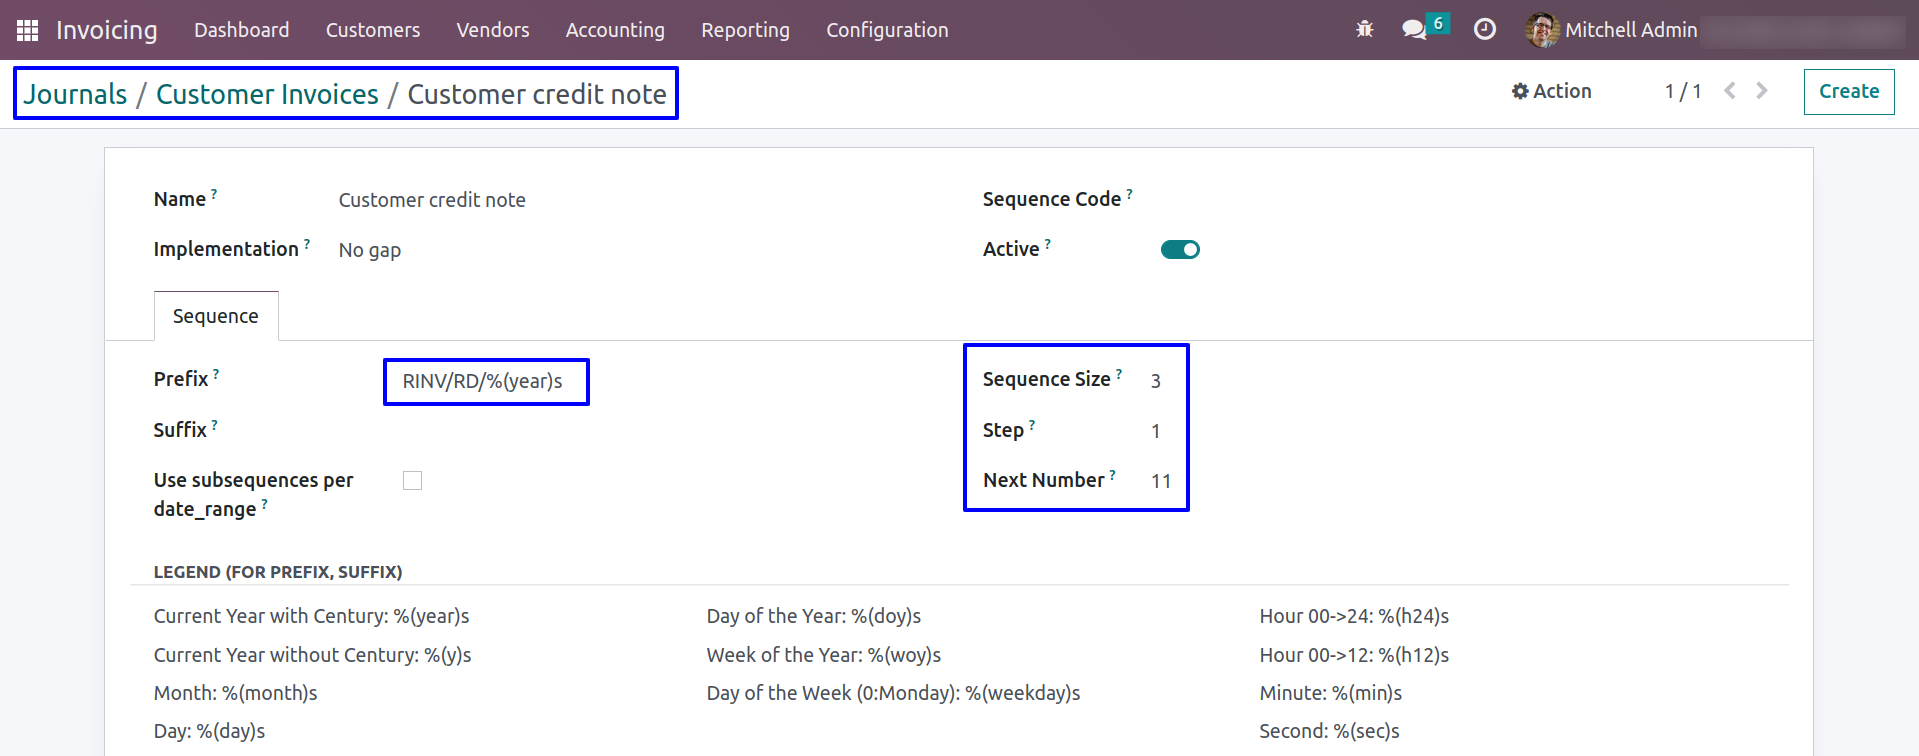 Invoicing Dashboard Customers Vendors Accounting Reporting Configuration 6 Mitchell Admin
Journals / Customer Invoices / Customer credit note Action 1 / 1 Create
Name ? Customer credit note Sequence Code ?
Implementation ? No gap Active ?
Sequence
Prefix ? RINV/RD/%(year)s Sequence Size ? 3
Suffix ? Step ? 1
Use subsequences per Next Number ? 11
date_range ?
LEGEND (FOR PREFIX, SUFFIX)
Current Year with Century: %(year)s Day of the Year: %(doy)s Hour 00->24: %(h24)s
Current Year without Century: %(y)s Week of the Year: %(woy)s Hour 00->12: %(h12)s
Month: %(month)s Day of the Week (0:Monday): %(weekday)s Minute: %(min)s
Day: %(day)s Second: %(sec)s